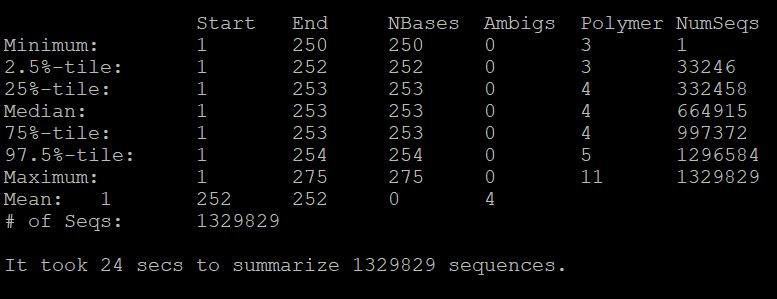 Start End NBases Ambigs Polymer NumSeqs
Minimum: 1 250 250 0 3 1
2.5%-tile: 1 252 252 0 3 33246
25%-tile: 1 253 253 0 4 332458
Median: 1 253 253 0 4 664915
75%-tile: 1 253 253 0 4 997372
97.5%-tile: 1 254 254 0 5 1296584
Maximum: 1 275 275 0 11 1329829
Mean: 1 252 252 0 4
# of Seqs: 1329829
It took 24 secs to summarize 1329829 sequences.